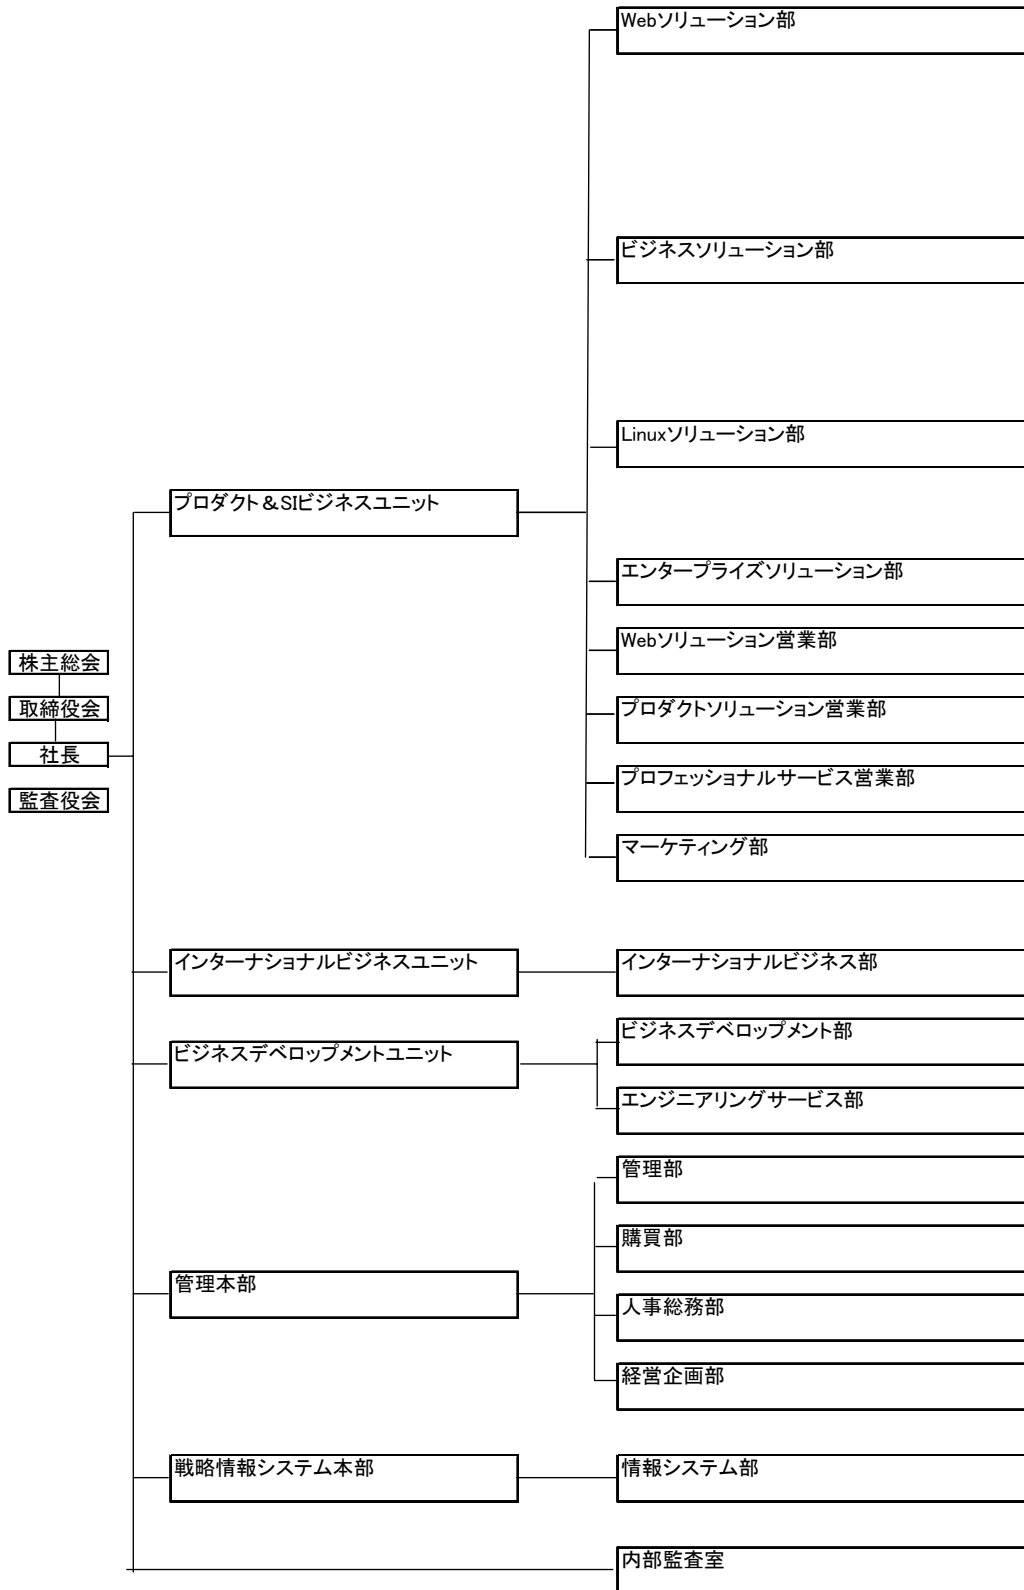 Webソリューション部
ビジネスソリューション部
Linuxソリューション部
プロダクト＆SIビジネスユニット
エンタープライズソリューション部
Webソリューション営業部
株主総会
取締役会
プロダクトソリューション営業部
社長
プロフェッショナルサービス営業部
監査役会
マーケティング部
インターナショナルビジネスユニット
インターナショナルビジネス部
ビジネスデベロップメント部
ビジネスデベロップメントユニット
エンジニアリングサービス部
管理部
購買部
管理本部
人事総務部
経営企画部
戦略情報システム本部
情報システム部
内部監査室